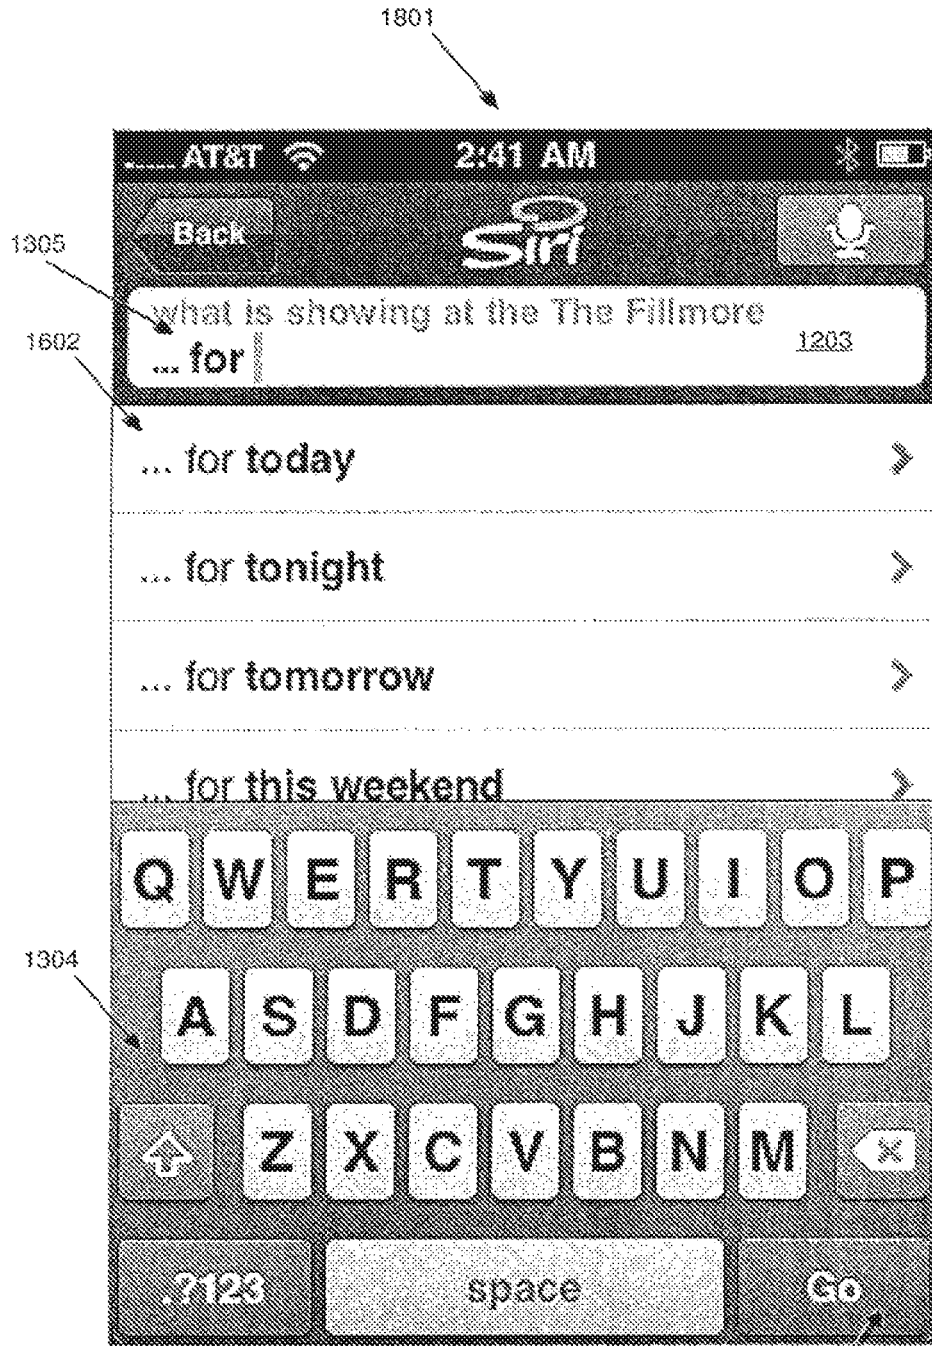 1801
AT&T 2:41 AM
Back Siri
1305
what is showing at the The Fillmore
1602
... for 1203
... for today
... for tonight
... for tomorrow
... for this weekend
Q W E R T Y U I O P
1304
A S D F G H J K L
Z X C V B N M
.?123 space Go